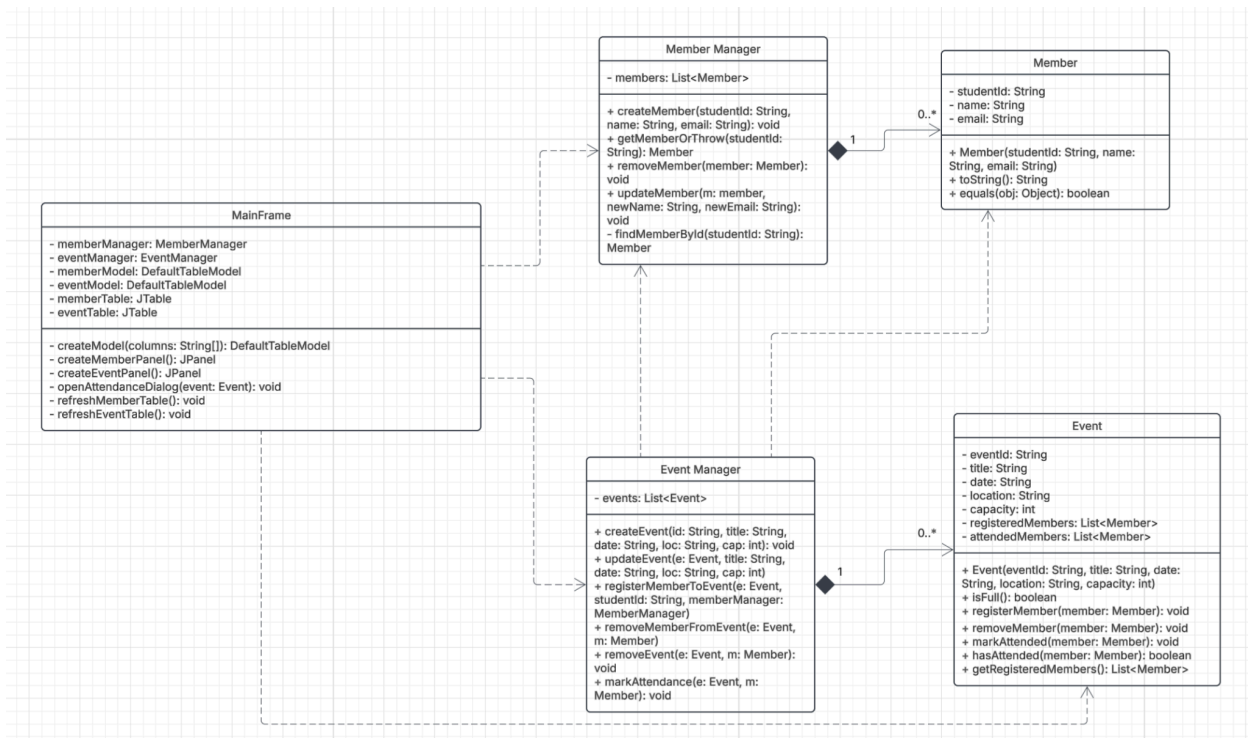 Member Manager
- members: List<Member>
+ createMember(studentId: String,
name: String, email: String): void
+ getMemberOrThrow(studentId:
String): Member
+ removeMember(member: Member):
void
+ updateMember(m: member,
newName: String, newEmail: String):
void
- findMemberById(studentId: String):
Member
1
0..*
Member
- studentId: String
- name: String
- email: String
+ Member(studentId: String, name:
String, email: String)
+ toString(): String
+ equals(obj: Object): boolean
MainFrame
- memberManager: MemberManager
- eventManager: EventManager
- memberModel: DefaultTableModel
- eventModel: DefaultTableModel
- memberTable: JTable
- eventTable: JTable
- createModel(columns: String[]): DefaultTableModel
- createMemberPanel(): JPanel
- createEventPanel(): JPanel
- openAttendanceDialog(event: Event): void
- refreshMemberTable(): void
- refreshEventTable(): void
Event Manager
- events: List<Event>
+ createEvent(id: String, title: String,
date: String, loc: String, cap: int): void
+ updateEvent(e: Event, title: String,
date: String, loc: String, cap: int)
+ registerMemberToEvent(e: Event,
studentId: String, memberManager:
MemberManager)
+ removeMemberFromEvent(e: Event,
m: Member)
+ removeEvent(e: Event, m: Member):
void
+ markAttendance(e: Event, m:
Member): void
1
0..*
Event
- eventId: String
- title: String
- date: String
- location: String
- capacity: int
- registeredMembers: List<Member>
- attendedMembers: List<Member>
+ Event(eventId: String, title: String, date:
String, location: String, capacity: int)
+ isFull(): boolean
+ registerMember(member: Member): void
+ removeMember(member: Member): void
+ markAttended(member: Member): void
+ hasAttended(member: Member): boolean
+ getRegisteredMembers(): List<Member>